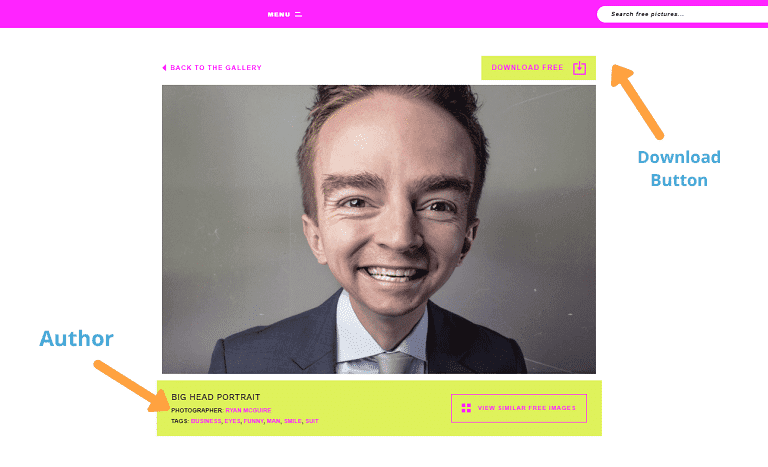 MENU
Search free pictures...
BACK TO THE GALLERY
DOWNLOAD FREE
Download
Button
Author
BIG HEAD PORTRAIT
PHOTOGRAPHER: RYAN MCGUIRE
TAGS: BUSINESS, EYES, FUNNY, MAN, SMILE, SUIT
VIEW SIMILAR FREE IMAGES